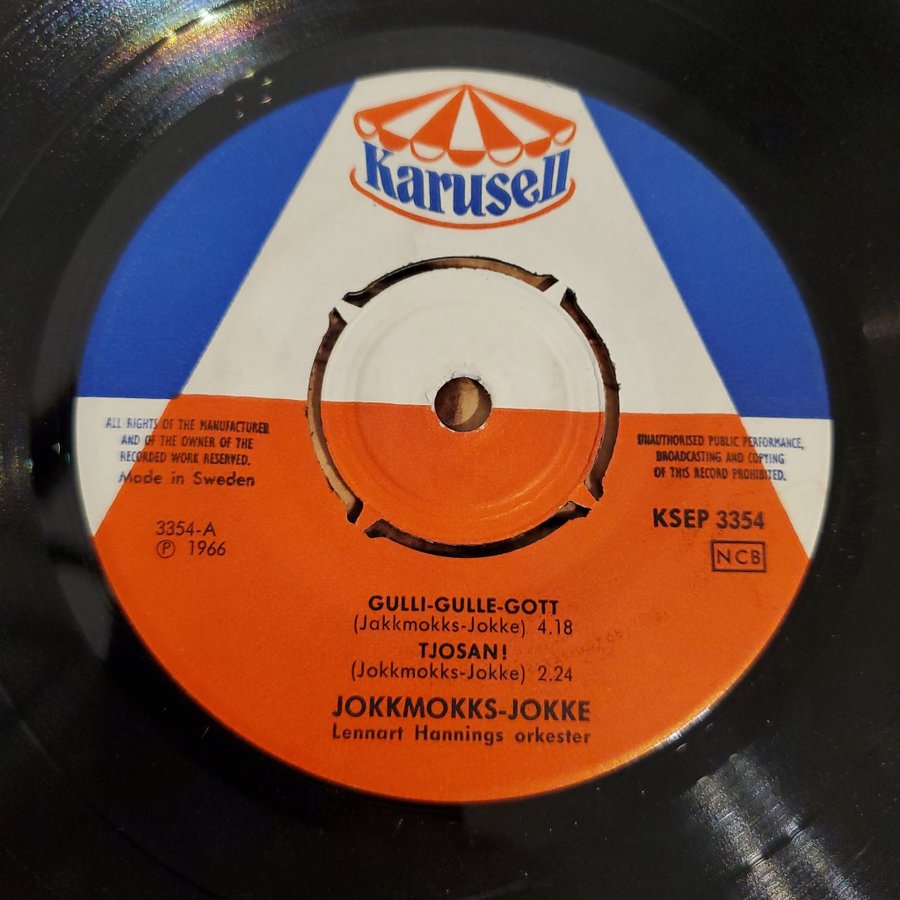 Karusell
ALL RIGHTS OF THE MANUFACTURER
AND OF THE OWNER OF THE
RECORDED WORK RESERVED.
Made in Sweden
UNAUTHORISED PUBLIC PERFORMANCE,
BROADCASTING AND COPYING
OF THIS RECORD PROHIBITED.
3354-A
Ⓟ 1966
KSEP 3354
NCB
GULLI-GULLE-GOTT
(Jakkmokks-Jokke) 4.18
TJOSAN!
(Jokkmokks-Jokke) 2.24
JOKKMOKKS-JOKKE
Lennart Hannings orkester